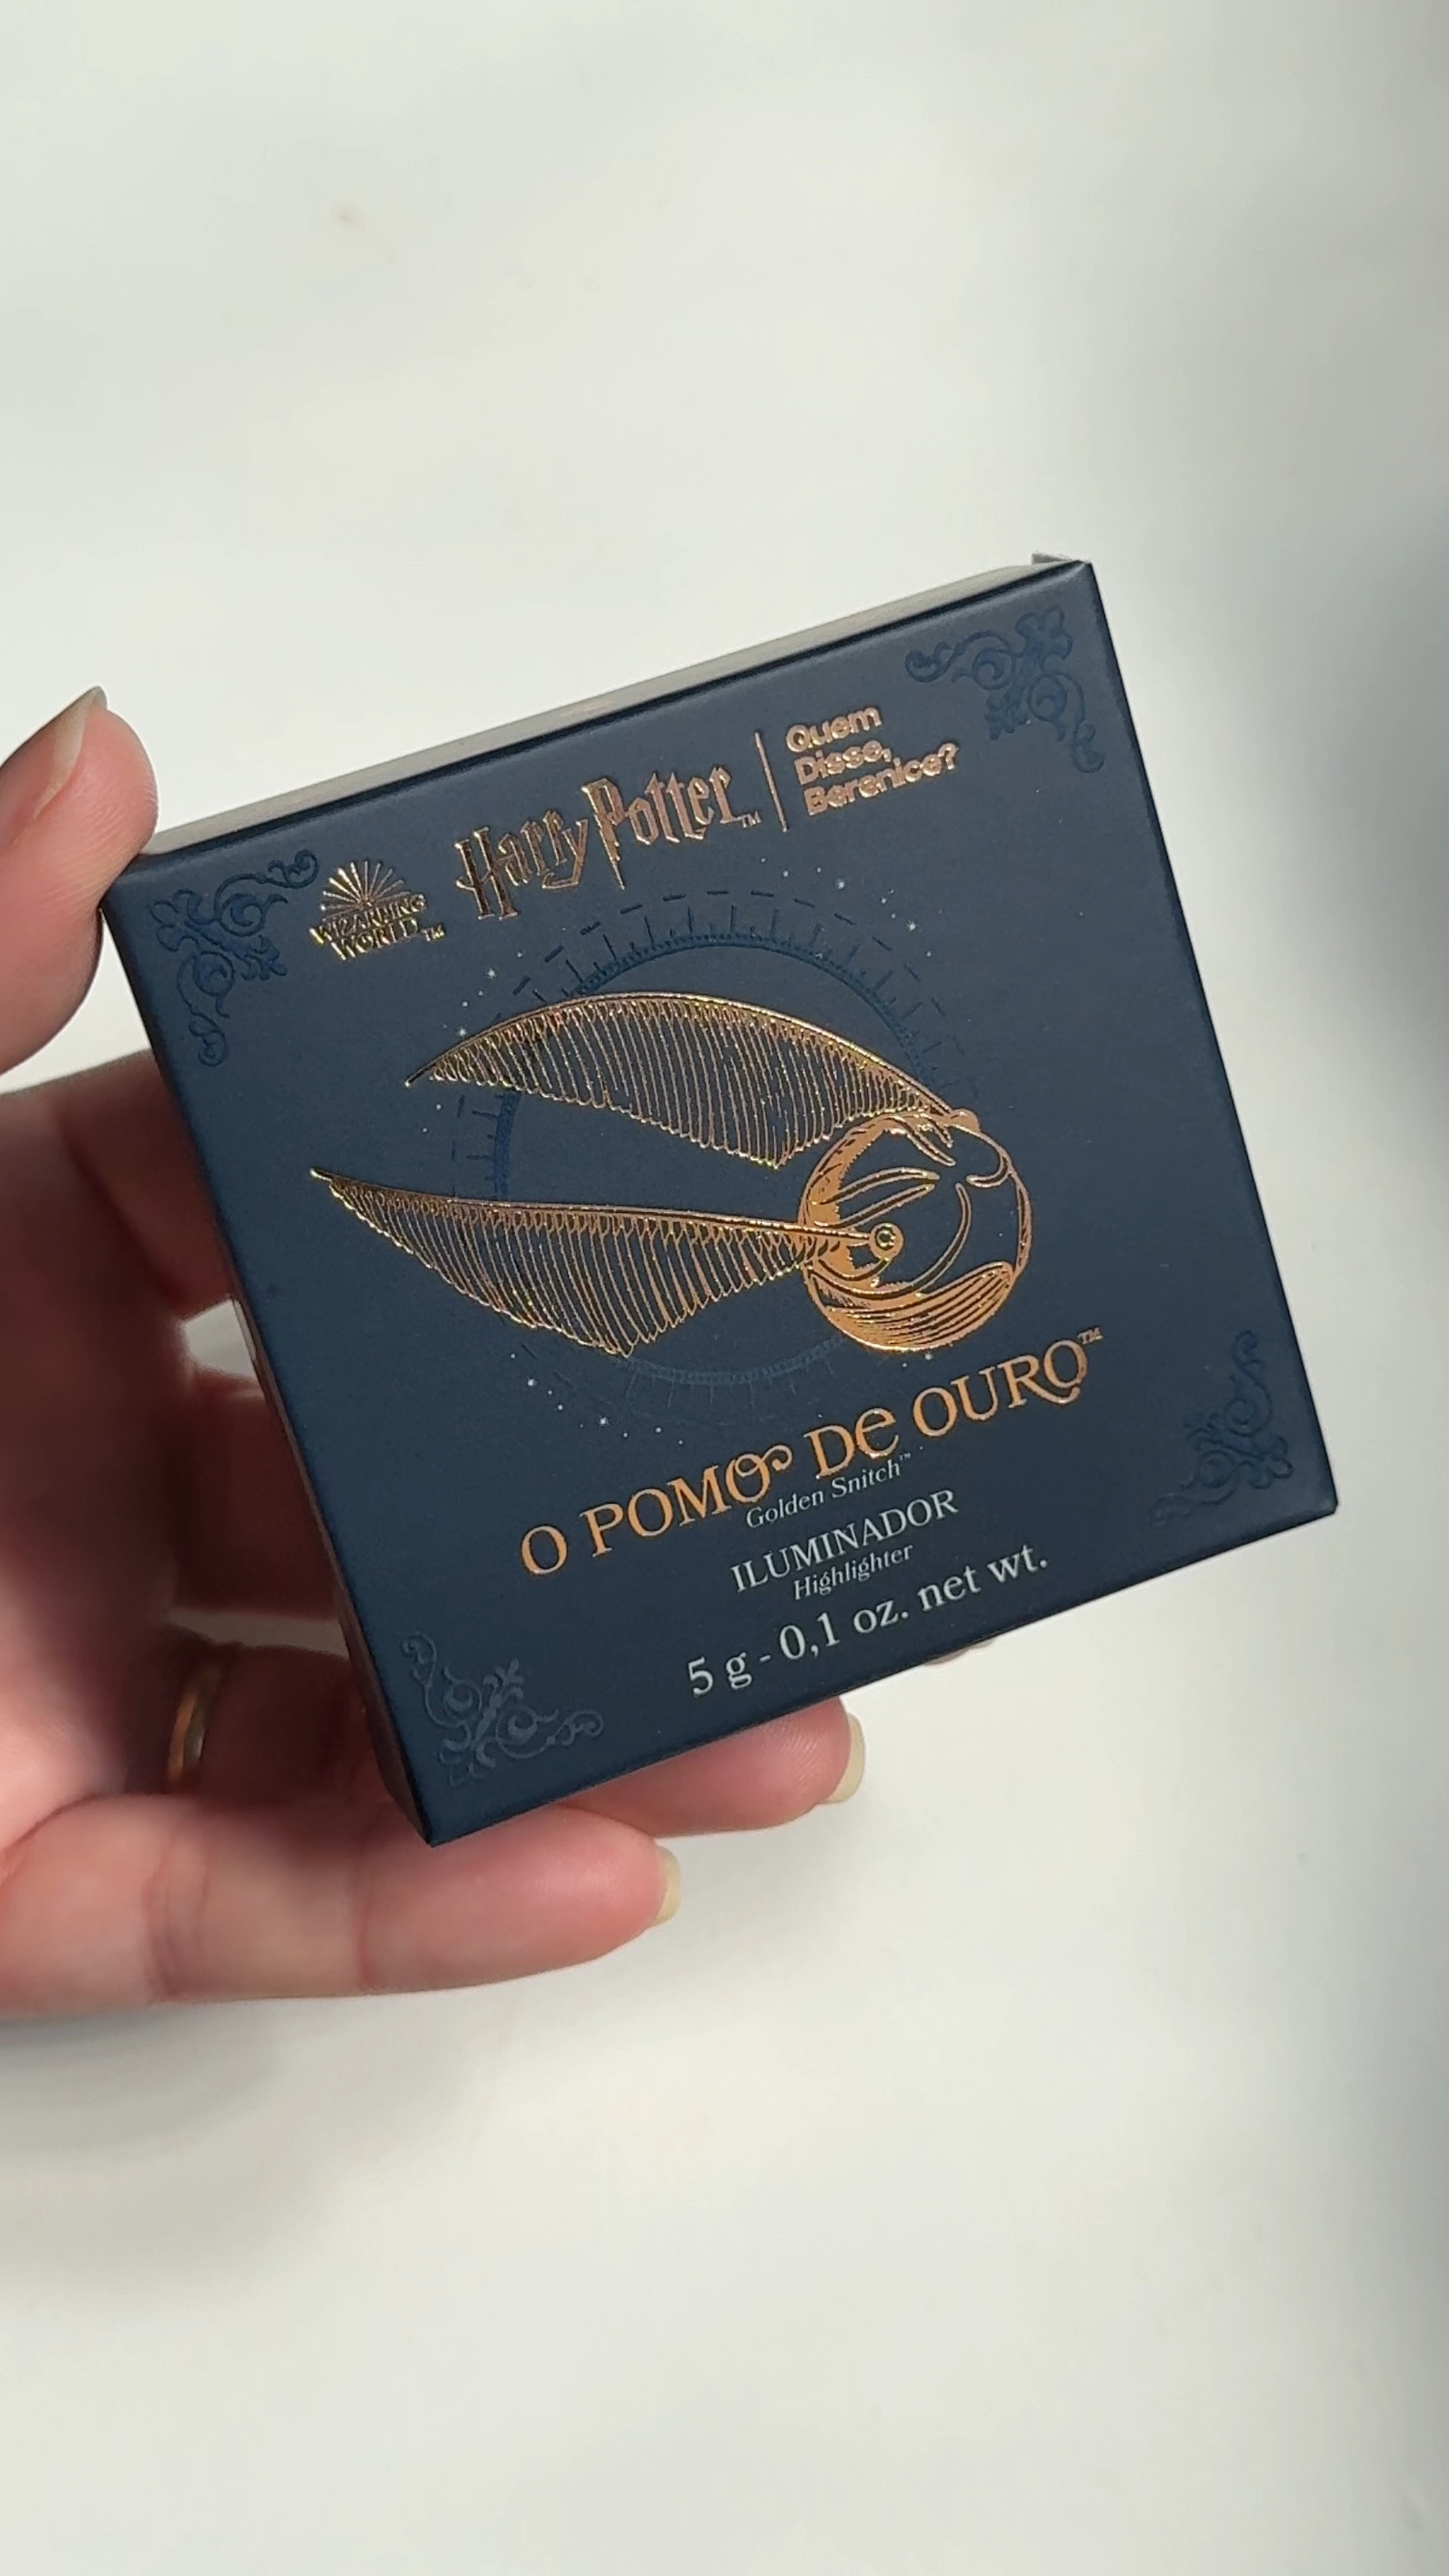 WIZARDING
WORLD™
Harry Potter™
Quem
Disse,
Berenice?
O POMO DE OURO™
Golden Snitch™
ILUMINADOR
Highlighter
5 g - 0,1 oz. net wt.